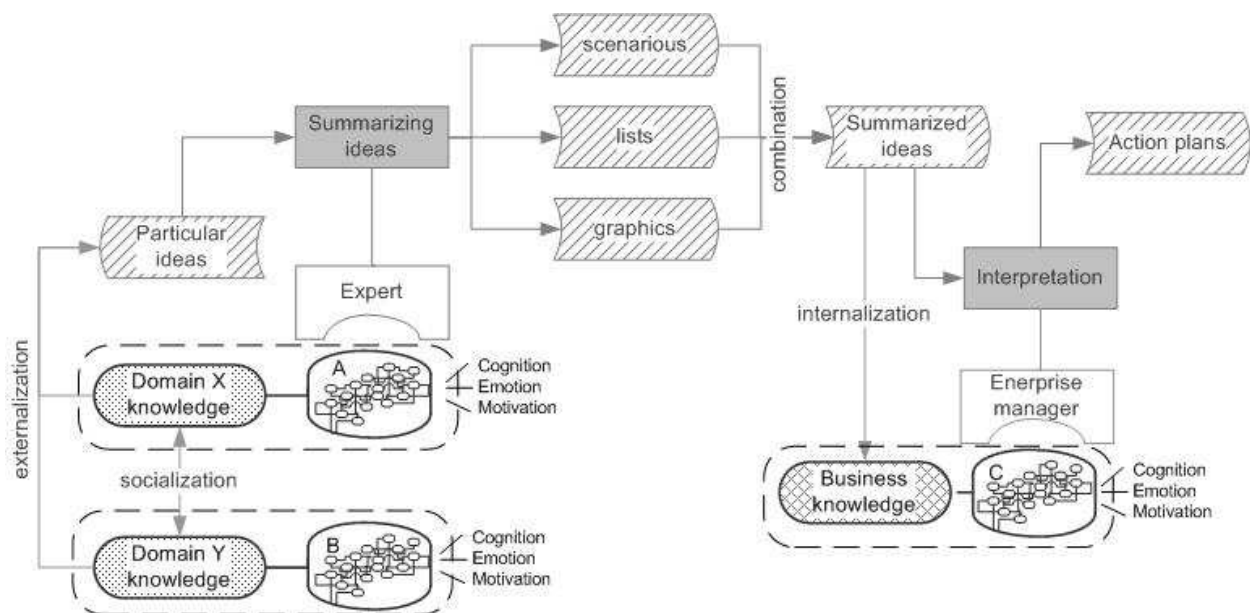 scenarious
Summarizing
ideas
lists
combination
Summarized
ideas
Action plans
Particular
ideas
graphics
Interpretation
Expert
internalization
externalization
A
Domain X
knowledge
Cognition
Emotion
Motivation
Enerprise
manager
socialization
Business
knowledge
C
Cognition
Emotion
Motivation
Domain Y
knowledge
B
Cognition
Emotion
Motivation